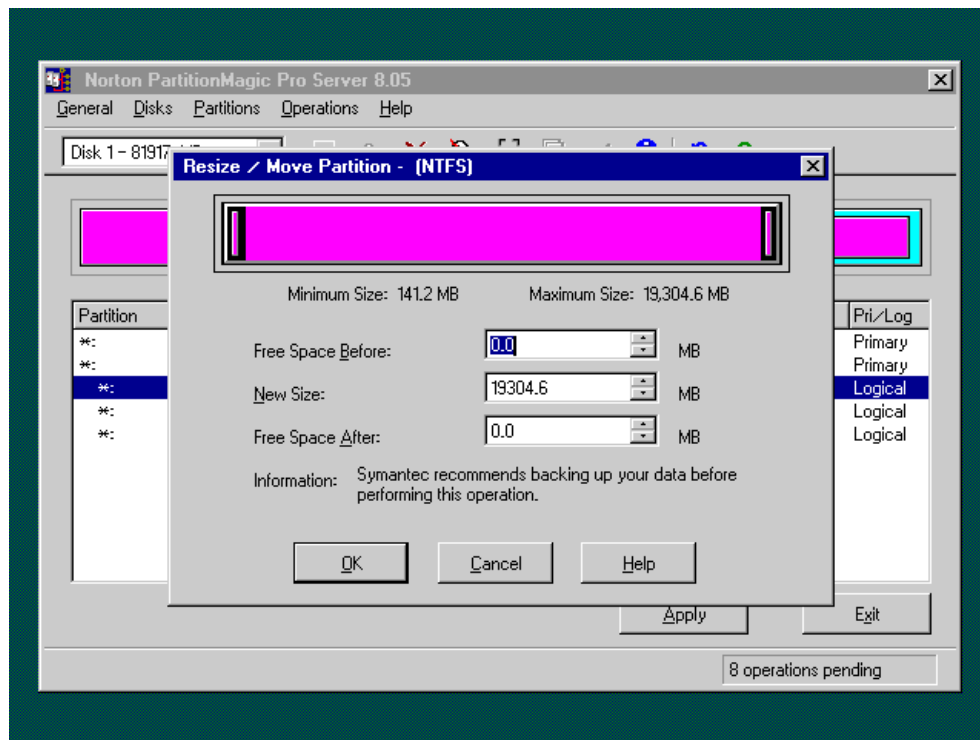 Norton PartitionMagic Pro Server 8.05
General Disks Partitions Operations Help
Disk 1 - 81917
Resize / Move Partition - (NTFS)
Minimum Size: 141.2 MB Maximum Size: 19,304.6 MB
Partition Pri/Log
Free Space Before: 0.0 MB
New Size: 19304.6 MB
Free Space After: 0.0 MB
Information: Symantec recommends backing up your data before
performing this operation.
OK Cancel Help
*: Primary
*: Primary
*: Logical
*: Logical
*: Logical
Apply Exit
8 operations pending